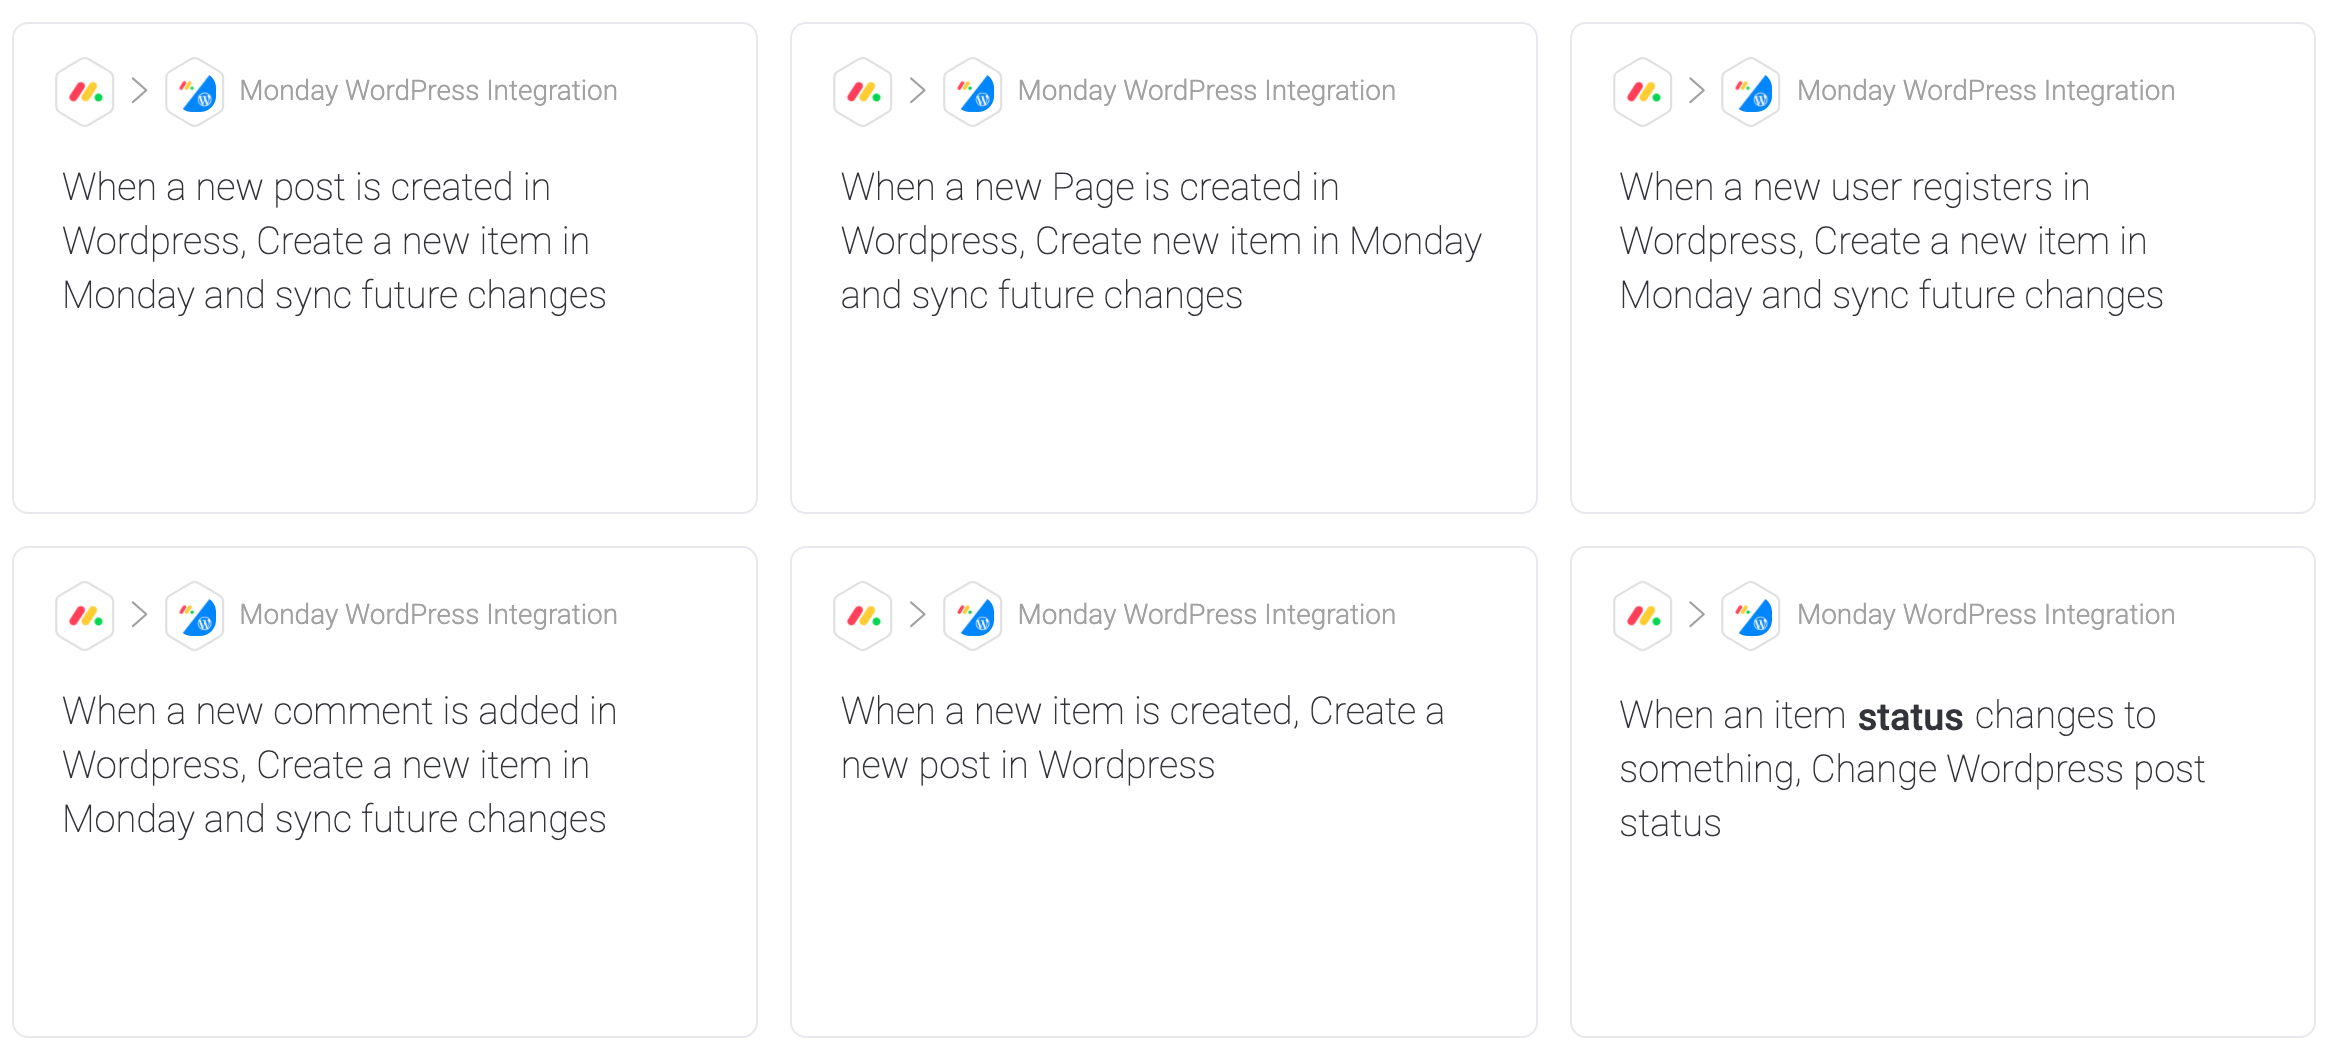 Monday WordPress Integration
When a new post is created in
Wordpress, Create a new item in
Monday and sync future changes
Monday WordPress Integration
When a new Page is created in
Wordpress, Create new item in Monday
and sync future changes
Monday WordPress Integration
When a new user registers in
Wordpress, Create a new item in
Monday and sync future changes
Monday WordPress Integration
When a new comment is added in
Wordpress, Create a new item in
Monday and sync future changes
Monday WordPress Integration
When a new item is created, Create a
new post in Wordpress
Monday WordPress Integration
When an item status changes to
something, Change Wordpress post
status